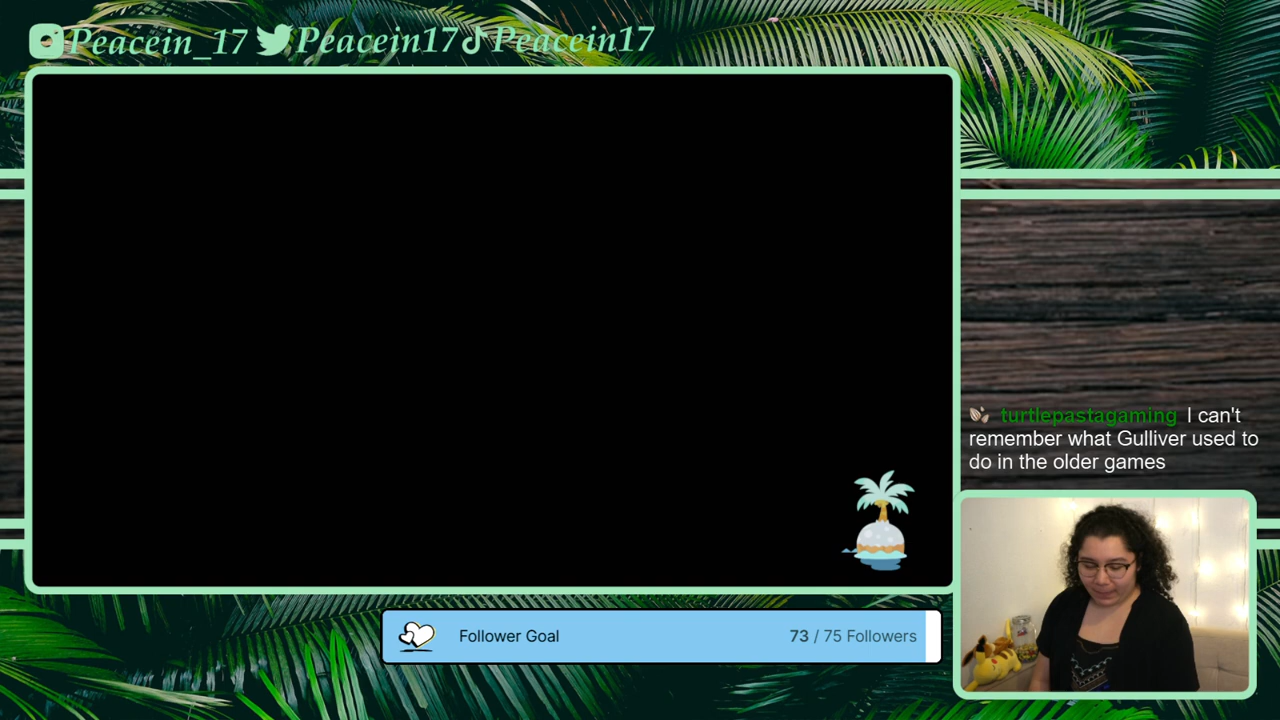 Peacein_17 Peacein17 Peacein17
turtlepastagaming I can't
remember what Gulliver used to
do in the older games
Follower Goal 73 / 75 Followers